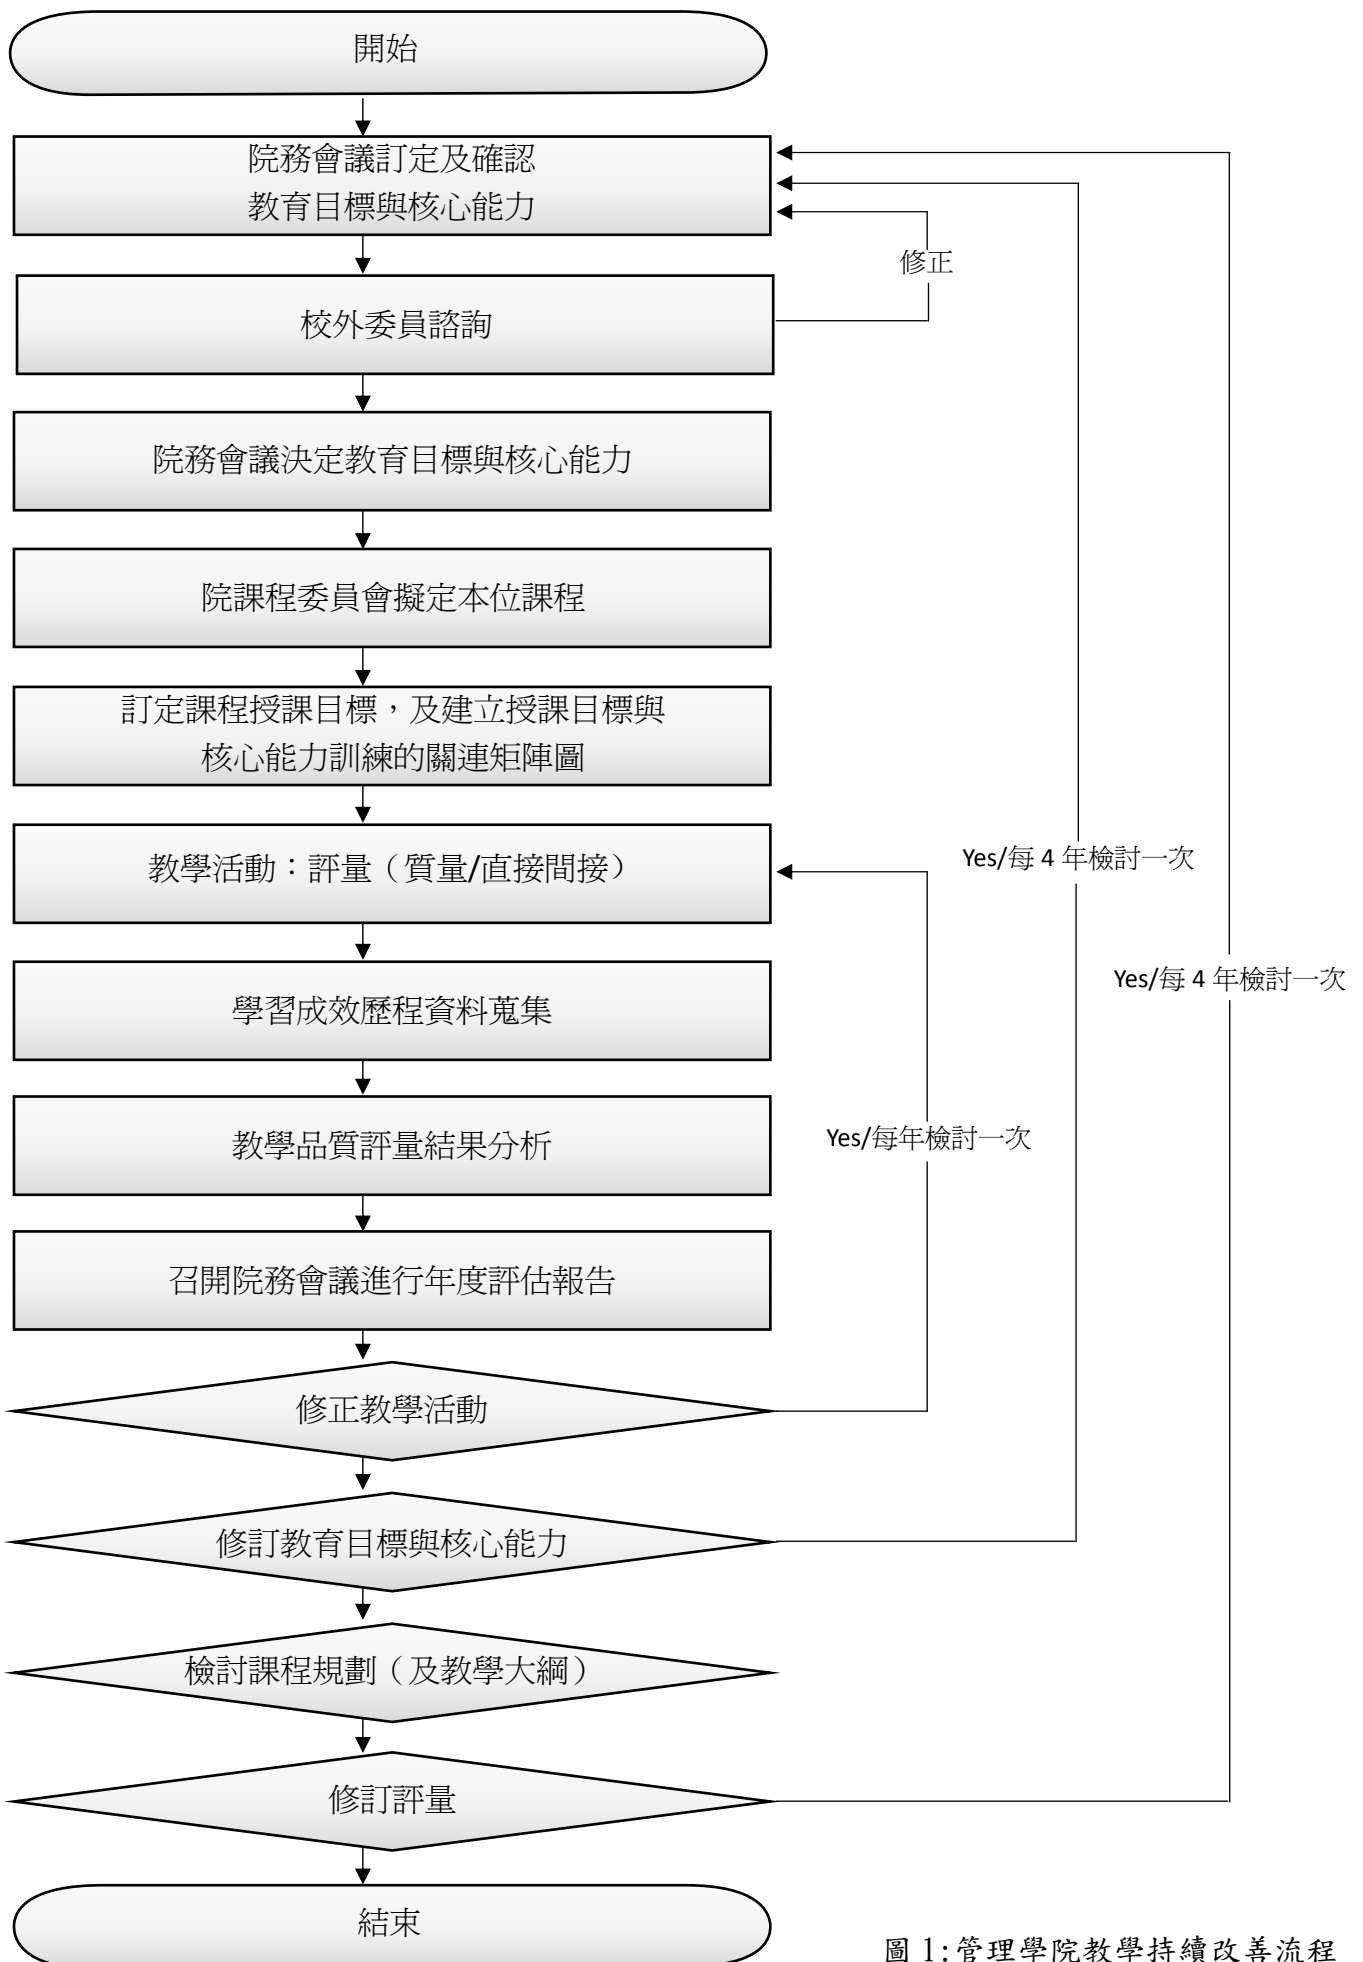 開始
院務會議訂定及確認
教育目標與核心能力
修正
校外委員諮詢
院務會議決定教育目標與核心能力
院課程委員會擬定本位課程
訂定課程授課目標，及建立授課目標與
核心能力訓練的關連矩陣圖
教學活動：評量（質量/直接間接）
Yes/每 4 年檢討一次
Yes/每 4 年檢討一次
學習成效歷程資料蒐集
教學品質評量結果分析
Yes/每年檢討一次
召開院務會議進行年度評估報告
修正教學活動
修訂教育目標與核心能力
檢討課程規劃（及教學大綱）
修訂評量
結束
圖 1:管理學院教學持續改善流程